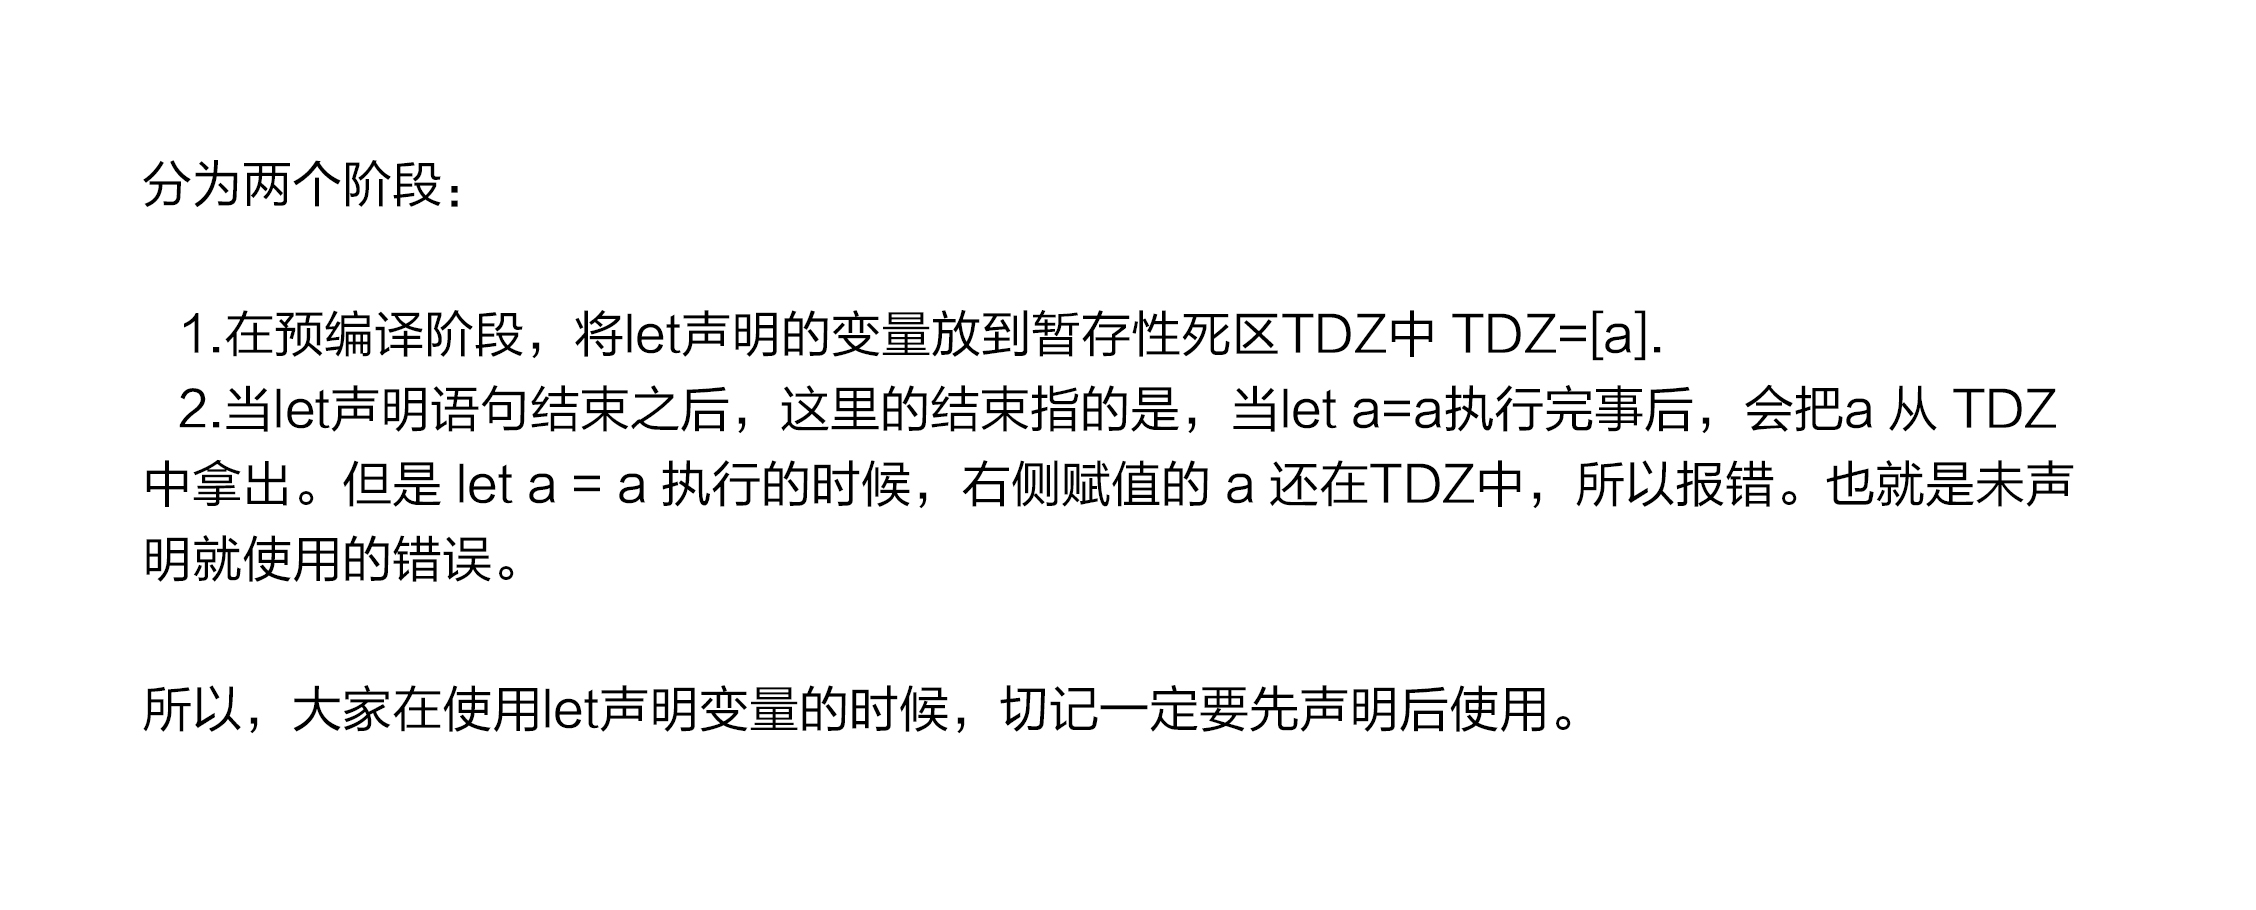 分为两个阶段：
1.在预编译阶段，将let声明的变量放到暂存性死区TDZ中 TDZ=[a].
2.当let声明语句结束之后，这里的结束指的是，当let a=a执行完事后，会把a 从 TDZ
中拿出。但是 let a = a 执行的时候，右侧赋值的 a 还在TDZ中，所以报错。也就是未声
明就使用的错误。
所以，大家在使用let声明变量的时候，切记一定要先声明后使用。